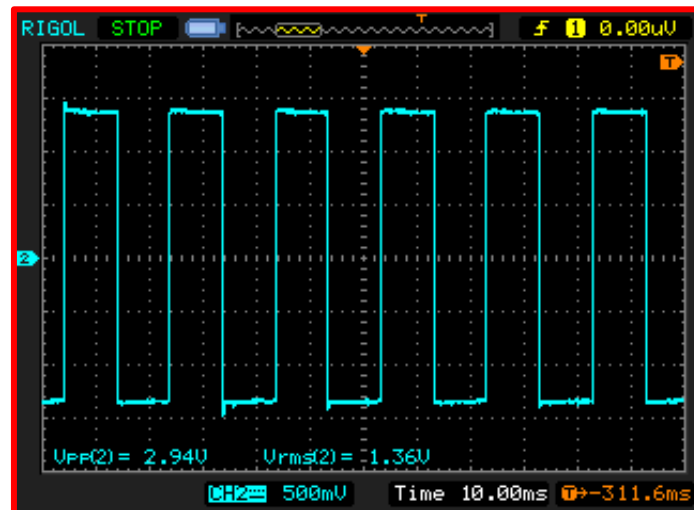 RIGOL STOP T 1 0.00uV
T
2
Vpp(2)= 2.94V Vrms(2)= 1.36V
CH2 500mV Time 10.00ms T→-311.6ms